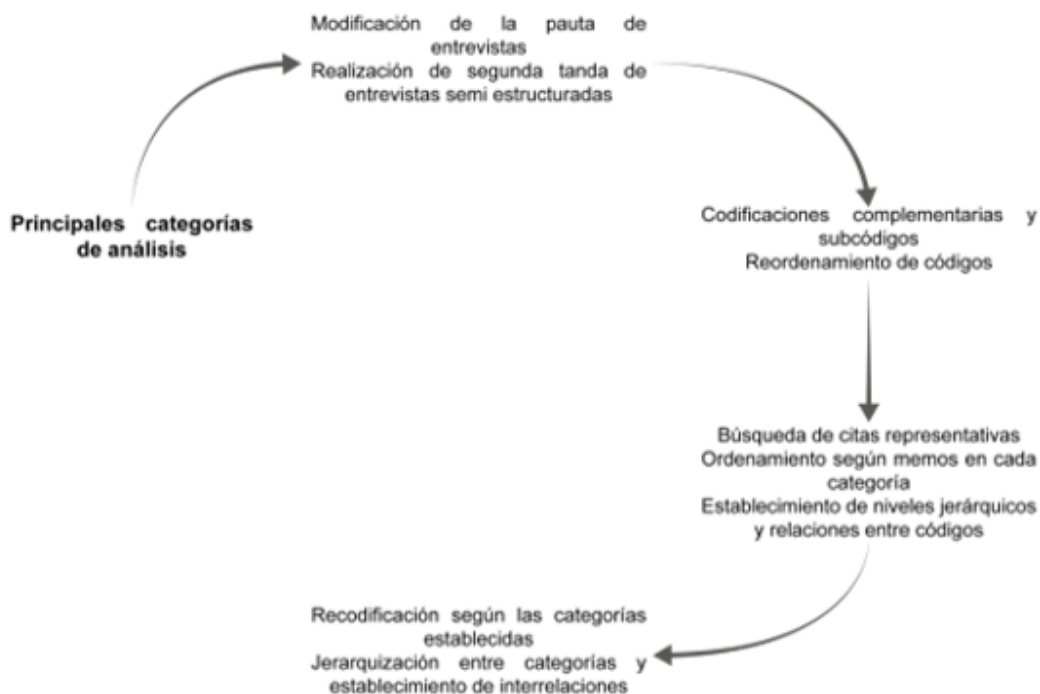 Modificación de la pauta de
entrevistas
Realización de segunda tanda de
entrevistas semi estructuradas
Principales categorías
de análisis
Codificaciones complementarias y
subcódigos
Reordenamiento de códigos
Búsqueda de citas representativas
Ordenamiento según memos en cada
categoría
Establecimiento de niveles jerárquicos
y relaciones entre códigos
Recodificación según las categorías
establecidas
Jerarquización entre categorías y
establecimiento de interrelaciones